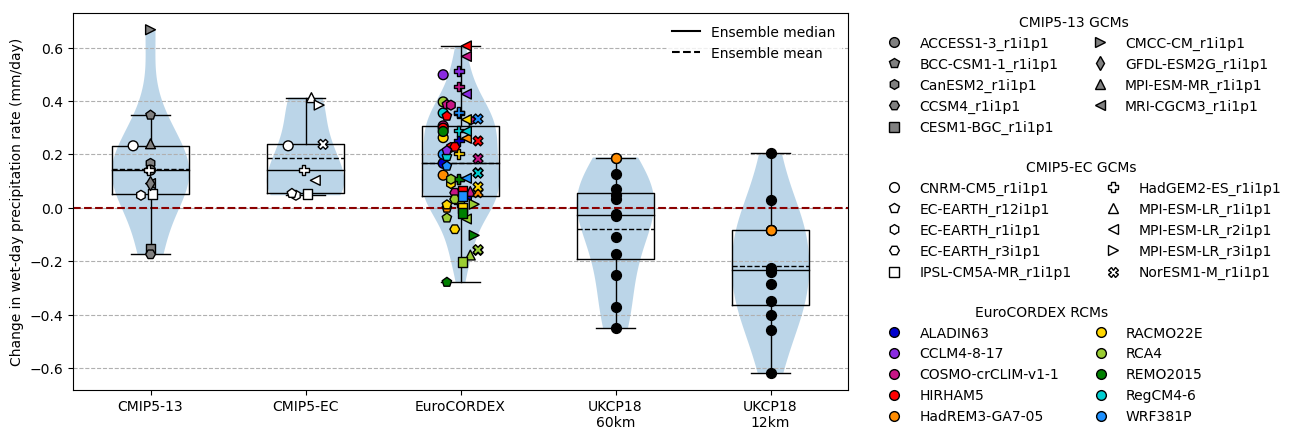 Change in wet-day precipitation rate (mm/day)
0.6
0.4
0.2
0.0
−0.2
−0.4
−0.6
Ensemble median
Ensemble mean
CMIP5-13
CMIP5-EC
EuroCORDEX
UKCP18
60km
UKCP18
12km
CMIP5-13 GCMs
ACCESS1-3_r1i1p1
BCC-CSM1-1_r1i1p1
CanESM2_r1i1p1
CCSM4_r1i1p1
CESM1-BGC_r1i1p1
CMCC-CM_r1i1p1
GFDL-ESM2G_r1i1p1
MPI-ESM-MR_r1i1p1
MRI-CGCM3_r1i1p1
CMIP5-EC GCMs
CNRM-CM5_r1i1p1
EC-EARTH_r12i1p1
EC-EARTH_r1i1p1
EC-EARTH_r3i1p1
IPSL-CM5A-MR_r1i1p1
HadGEM2-ES_r1i1p1
MPI-ESM-LR_r1i1p1
MPI-ESM-LR_r2i1p1
MPI-ESM-LR_r3i1p1
NorESM1-M_r1i1p1
EuroCORDEX RCMs
ALADIN63
CCLM4-8-17
COSMO-crCLIM-v1-1
HIRHAM5
HadREM3-GA7-05
RACMO22E
RCA4
REMO2015
RegCM4-6
WRF381P